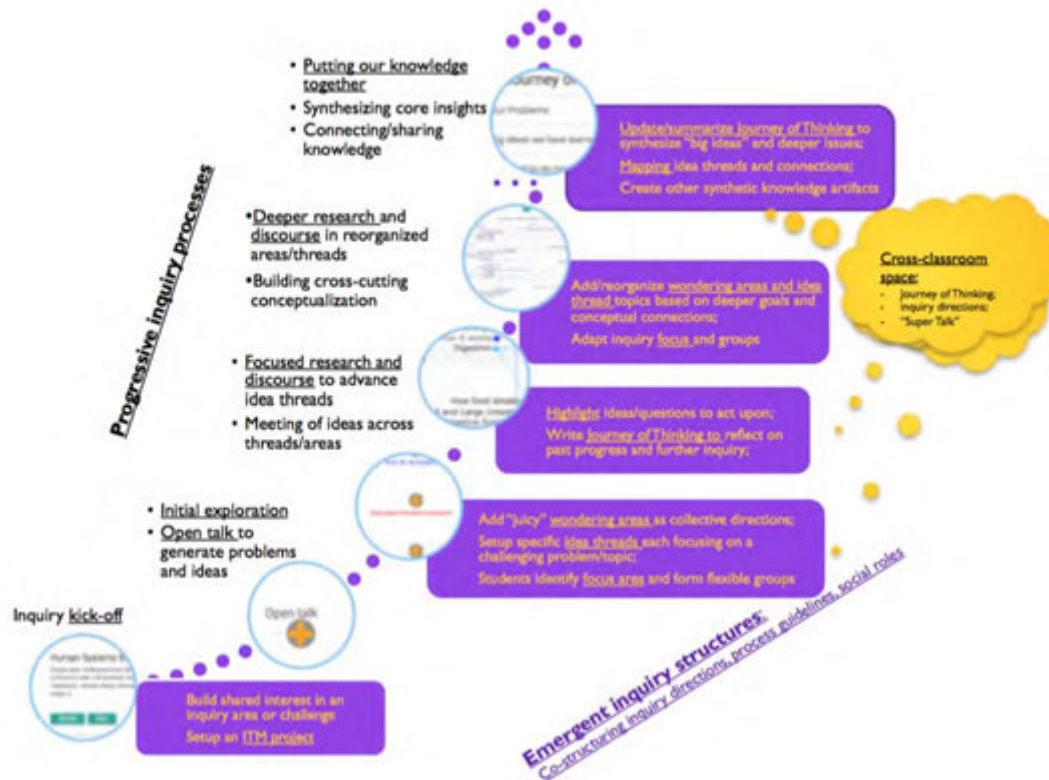 • Putting our knowledge
together
• Synthesizing core insights
• Connecting/sharing
knowledge
Update/summarize Journey of Thinking to
synthesize "big ideas" and deeper issues;
Mapping idea threads and connections;
Create other synthetic knowledge artifacts
Progressive inquiry processes
•Deeper research and
discourse in reorganized
areas/threads
•Building cross-cutting
conceptualization
Add/reorganize wondering areas and idea
thread topics based on deeper goals and
conceptual connections;
Adapt inquiry focus and groups
Cross-classroom
space:
- Journey of Thinking;
- inquiry directions;
- "Super Talk"
• Focused research and
discourse to advance
idea threads
• Meeting of ideas across
threads/areas
Highlight ideas/questions to act upon;
Write Journey of Thinking to reflect on
past progress and further inquiry;
• Initial exploration
• Open talk to
generate problems
and ideas
Add "juicy" wondering areas as collective directions;
Setup specific idea threads each focusing on a
challenging problem/topic;
Students identify focus area and form flexible groups
Open talk
Inquiry kick-off
Human Systems
Build shared interest in an
inquiry area or challenge
Setup an ITM project
Emergent inquiry structures:
Co-structuring inquiry directions, process guidelines, social roles